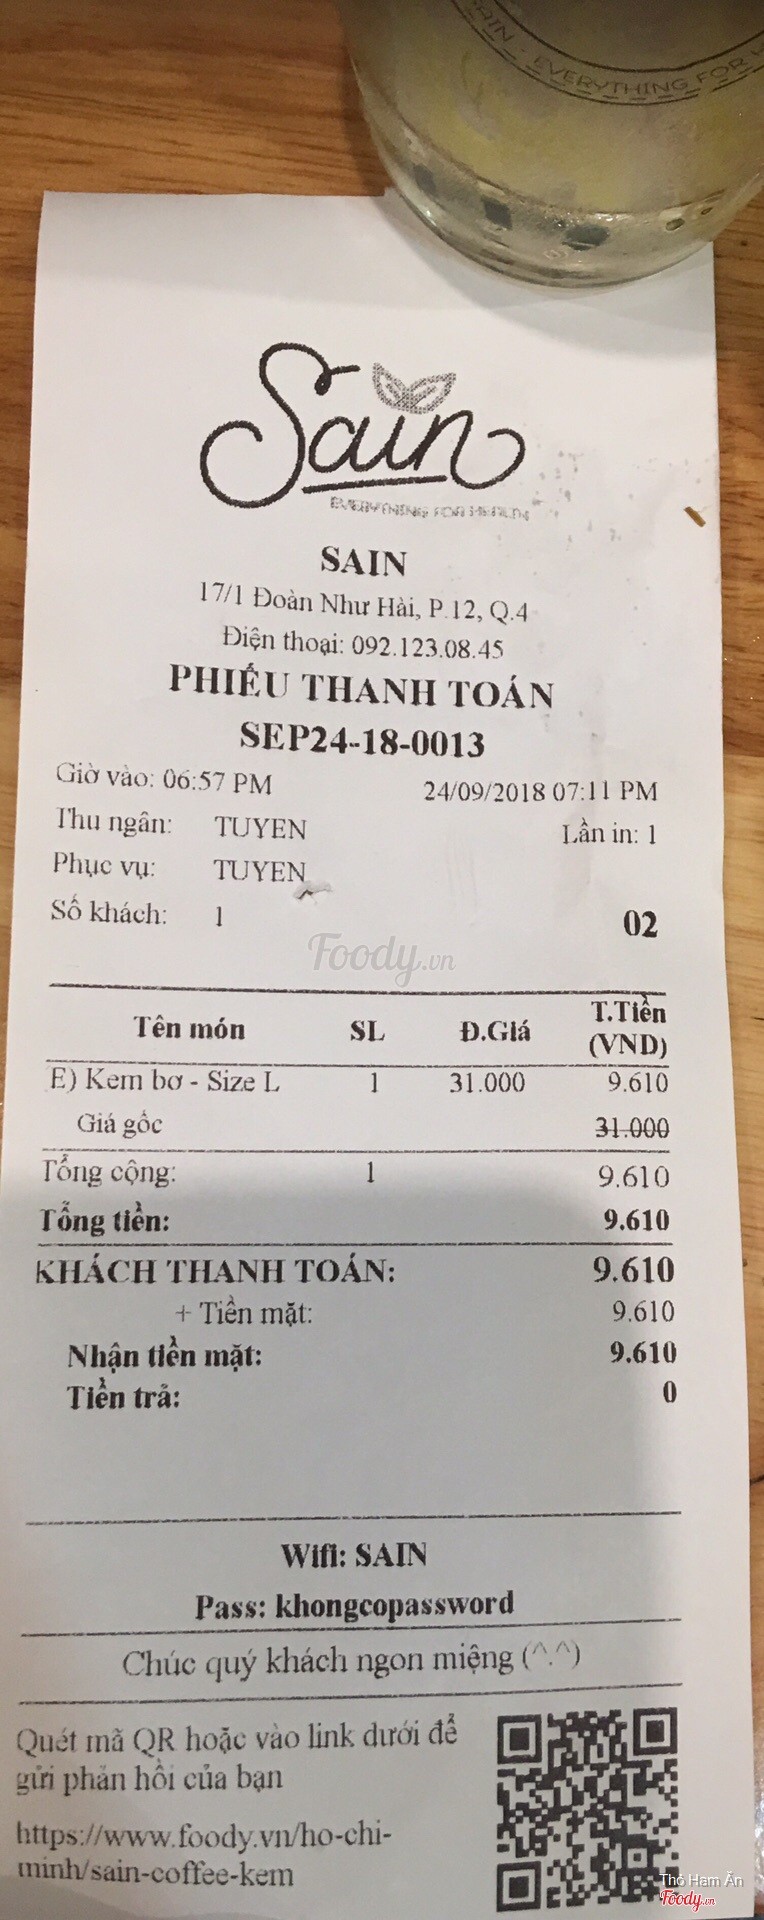 SAIN · EVERYTHING FOR
Sain
EVERYTHING FOR HEALTH
SAIN
17/1 Đoàn Như Hài, P.12, Q.4
Điện thoại: 092.123.08.45
PHIẾU THANH TOÁN
SEP24-18-0013
Giờ vào: 06:57 PM 24/09/2018 07:11 PM
Thu ngân: TUYEN Lần in: 1
Phục vụ: TUYEN
Số khách: 1 02
Foody.vn
Tên món SL Đ.Giá T.Tiền (VND)
E) Kem bơ - Size L 1 31.000 9.610
Giá gốc 31.000
Tổng cộng: 1 9.610
Tổng tiền: 9.610
KHÁCH THANH TOÁN: 9.610
+ Tiền mặt: 9.610
Nhận tiền mặt: 9.610
Tiền trả: 0
Wifi: SAIN
Pass: khongcopassword
Chúc quý khách ngon miệng (^.^)
Quét mã QR hoặc vào link dưới để
gửi phản hồi của bạn
https://www.foody.vn/ho-chi-
minh/sain-coffee-kem
Thỏ Ham Ăn
Foody.vn